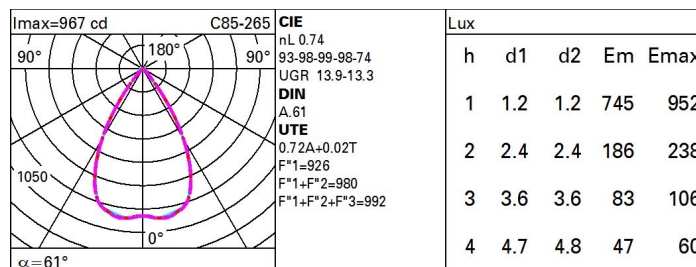 Imax=967 cd C85-265
90° 180° 90°
1050
0°
α=61°
CIE
nL 0.74
93-98-99-98-74
UGR 13.9-13.3
DIN
A.61
UTE
0.72A+0.02T
F"1=926
F"1+F"2=980
F"1+F"2+F"3=992
Lux
h d1 d2 Em Emax
1 1.2 1.2 745 952
2 2.4 2.4 186 238
3 3.6 3.6 83 106
4 4.7 4.8 47 60